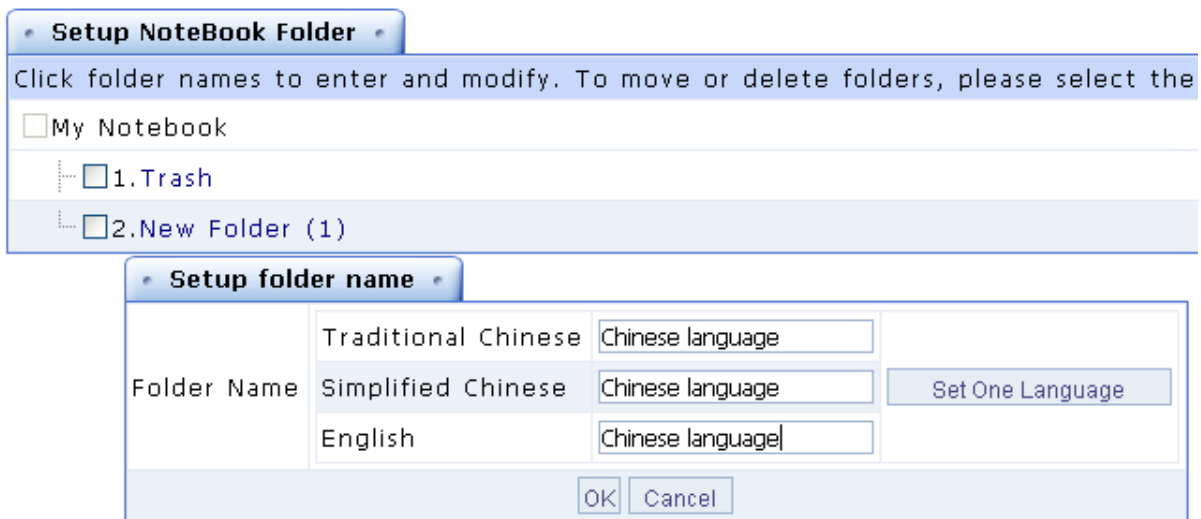 Setup NoteBook Folder
Click folder names to enter and modify. To move or delete folders, please select the
My Notebook
1.Trash
2.New Folder (1)
Setup folder name
Folder Name
Traditional Chinese Chinese language
Simplified Chinese Chinese language
English Chinese language
Set One Language
OK Cancel